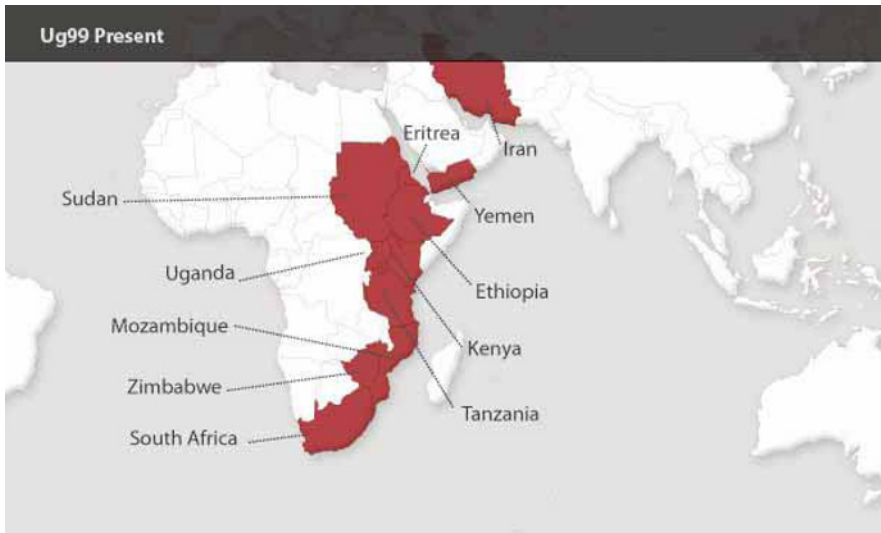 Ug99 Present
Eritrea
Iran
Sudan
Yemen
Uganda
Ethiopia
Mozambique
Kenya
Zimbabwe
Tanzania
South Africa